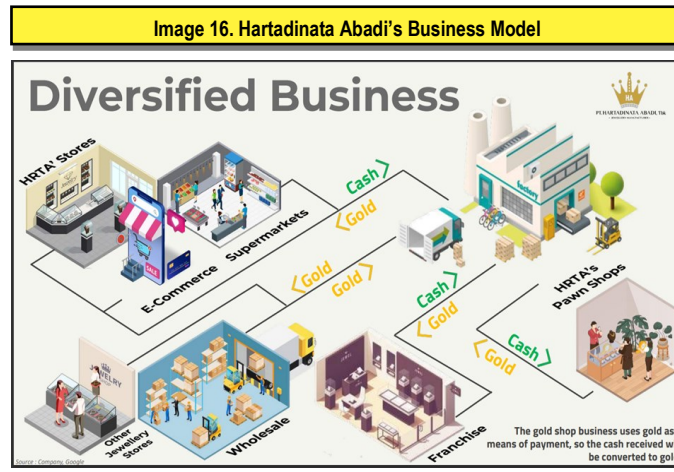 Image 16. Hartadinata Abadi's Business Model
Diversified Business
HA
PT.HARTADINATA ABADI, Tbk
HRTA' Stores
E-Commerce
Supermarkets
SALE
Cash
Gold
factory
Gold
Gold
Cash
Gold
HRTA's
Pawn Shops
Cash
Gold
Other
Jewellery
Stores
Wholesale
Franchise
The gold shop business uses gold as
means of payment, so the cash received w
be converted to gol
Source : Company, Google